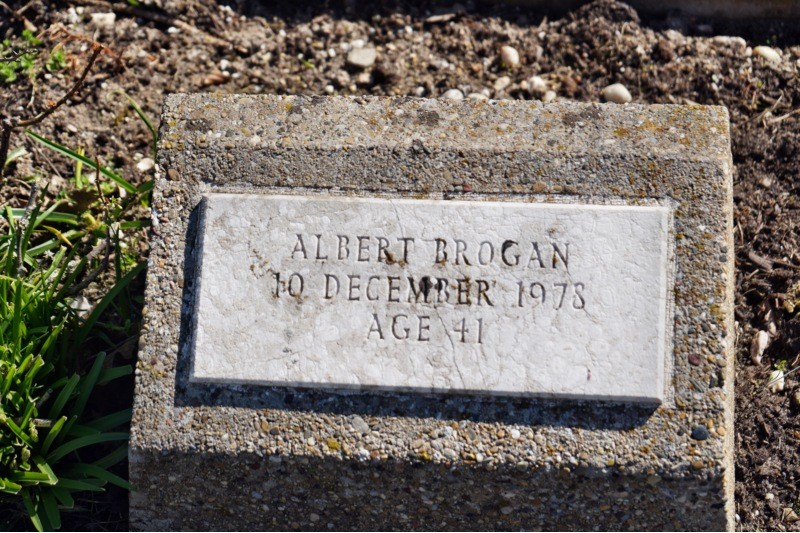 ALBERT BROGAN
10 DECEMBER 1978
AGE 41